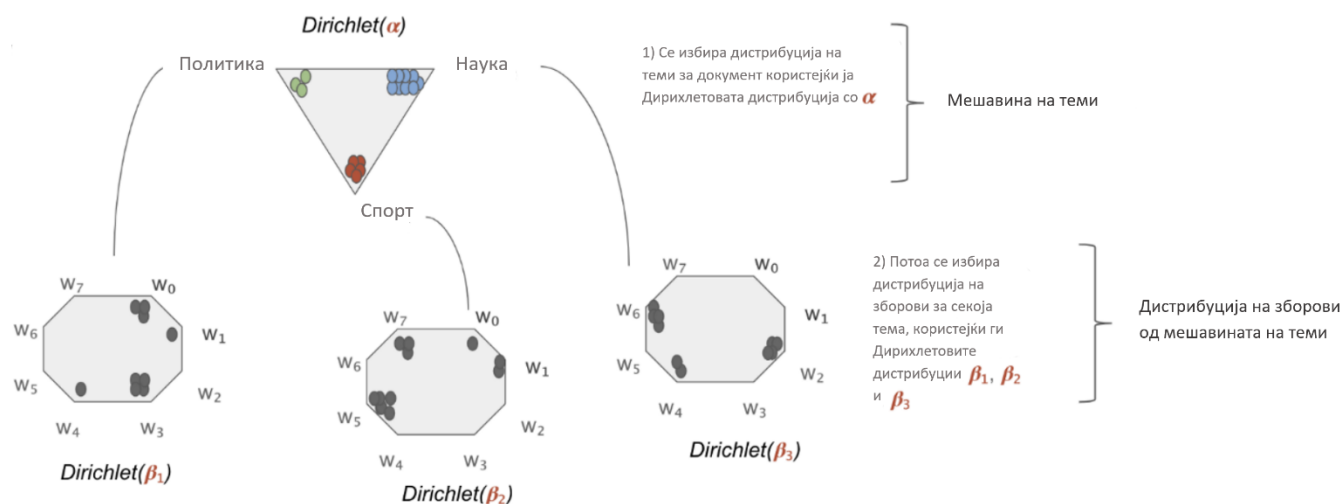 Dirichlet(α)
Политика
Наука
Спорт
1) Се избира дистрибуција на
теми за документ користејќи ја
Дирихлетовата дистрибуција со α
Мешавина на теми
W₇
W₀
W₆
W₁
W₅
W₂
W₄
W₃
Dirichlet(β₁)
W₇
W₀
W₆
W₁
W₅
W₂
W₄
W₃
Dirichlet(β₂)
W₇
W₀
W₆
W₁
W₅
W₂
W₄
W₃
Dirichlet(β₃)
2) Потоа се избира
дистрибуција на
зборови за секоја
тема, користејќи ги
Дирихлетовите
дистрибуции β₁, β₂
и β₃
Дистрибуција на зборови
од мешавината на теми